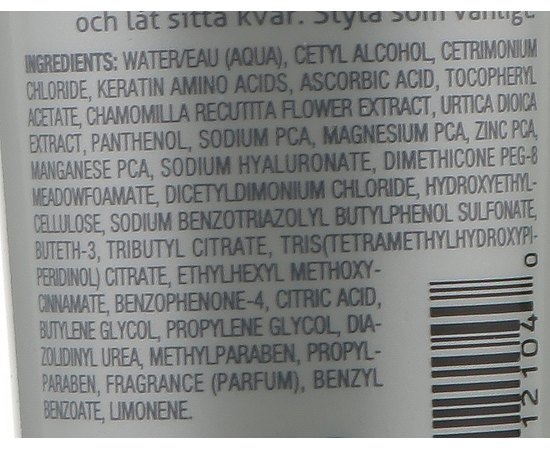 och låt sitta kvar. Styla som vanligt
INGREDIENTS: WATER/EAU (AQUA), CETYL ALCOHOL, CETRIMONIUM
CHLORIDE, KERATIN AMINO ACIDS, ASCORBIC ACID, TOCOPHERYL
ACETATE, CHAMOMILLA RECUTITA FLOWER EXTRACT, URTICA DIOICA
EXTRACT, PANTHENOL, SODIUM PCA, MAGNESIUM PCA, ZINC PCA,
MANGANESE PCA, SODIUM HYALURONATE, DIMETHICONE PEG-8
MEADOWFOAMATE, DICETYLDIMONIUM CHLORIDE, HYDROXYETHYL-
CELLULOSE, SODIUM BENZOTRIAZOLYL BUTYLPHENOL SULFONATE,
BUTETH-3, TRIBUTYL CITRATE, TRIS(TETRAMETHYLHYDROXYPI-
PERIDINOL) CITRATE, ETHYLHEXYL METHOXY-
CINNAMATE, BENZOPHENONE-4, CITRIC ACID,
BUTYLENE GLYCOL, PROPYLENE GLYCOL, DIA-
ZOLIDINYL UREA, METHYLPARABEN, PROPYL-
PARABEN, FRAGRANCE (PARFUM), BENZYL
BENZOATE, LIMONENE.
12104 0